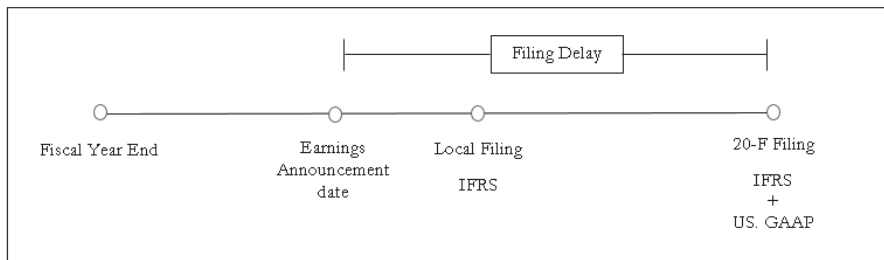 Filing Delay
Fiscal Year End
Earnings
Announcement
date
Local Filing
IFRS
20-F Filing
IFRS
+
US. GAAP